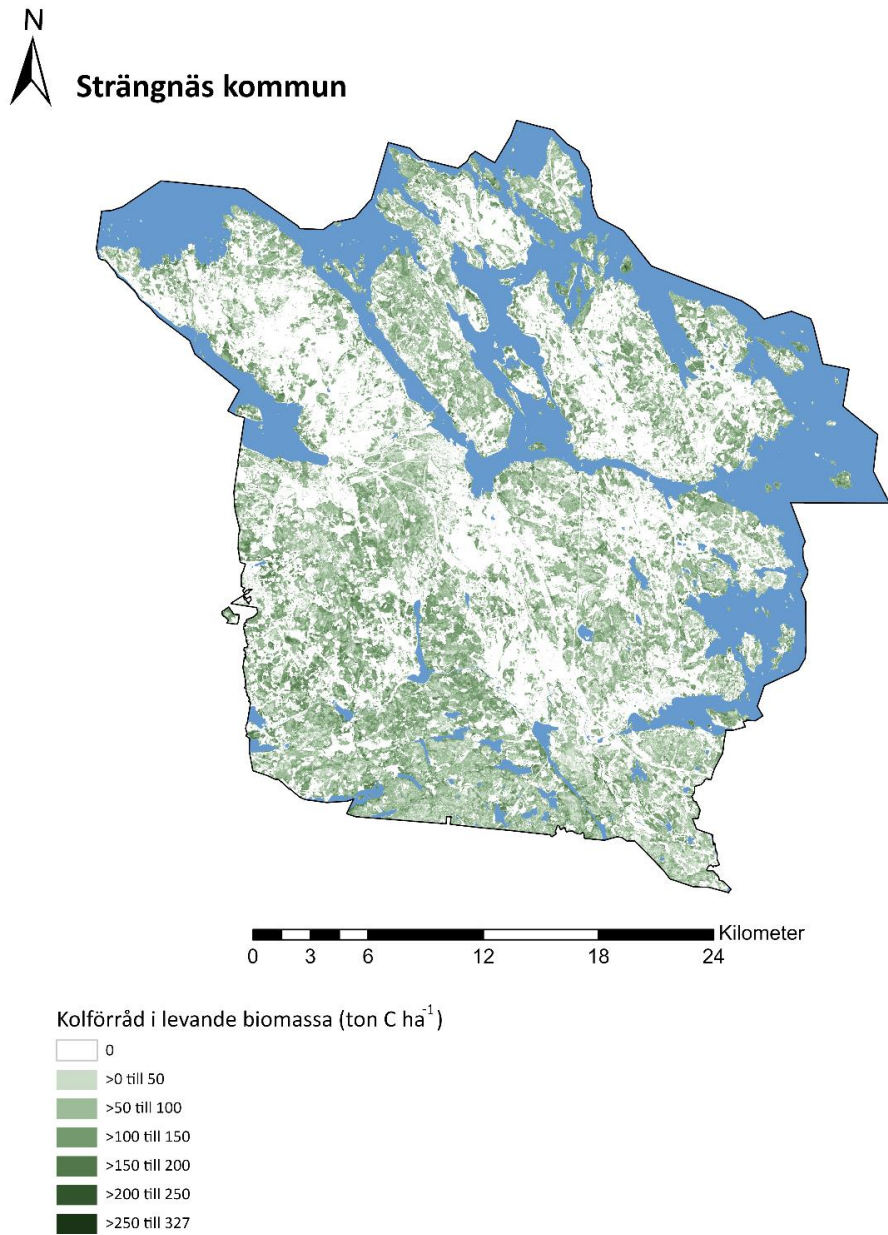 N
Strängnäs kommun
Kilometer
0 3 6 12 18 24
Kolförråd i levande biomassa (ton C ha⁻¹)
0
>0 till 50
>50 till 100
>100 till 150
>150 till 200
>200 till 250
>250 till 327